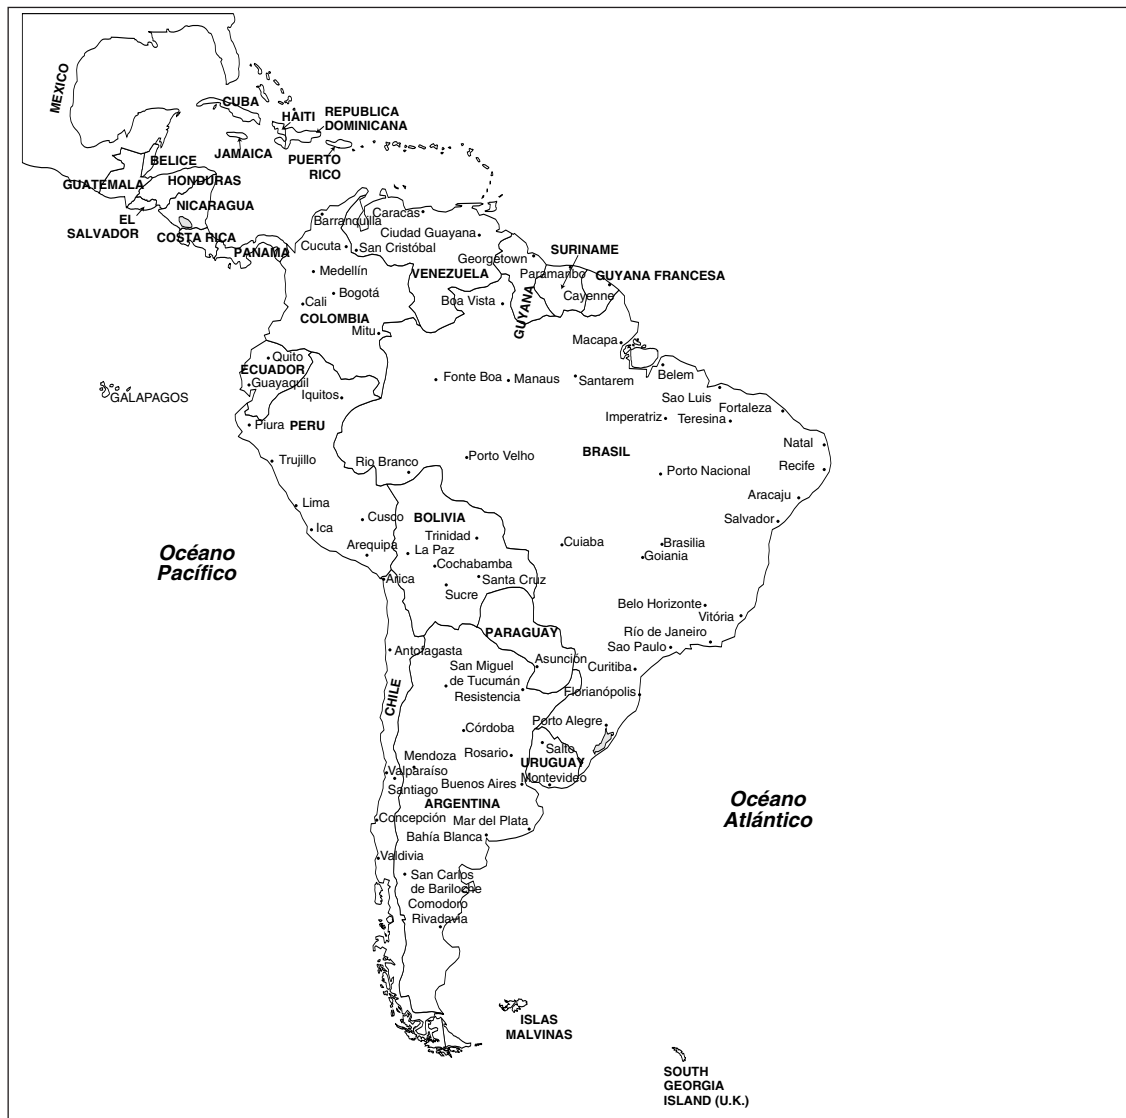 MEXICO
CUBA
HAITI
REPUBLICA
DOMINICANA
JAMAICA
PUERTO
RICO
BELICE
GUATEMALA
HONDURAS
NICARAGUA
EL
SALVADOR
COSTA RICA
PANAMA
Barranquilla
Caracas
Ciudad Guayana
Cucuta
San Cristóbal
Georgetown
SURINAME
Paramaribo
GUYANA FRANCESA
Medellín
VENEZUELA
Cayenne
Bogotá
Cali
Boa Vista
GUYANA
COLOMBIA
Mitu
Macapa
Quito
ECUADOR
Guayaquil
GALAPAGOS
Iquitos
Fonte Boa
Manaus
Santarem
Belem
Sao Luis
Fortaleza
Imperatriz
Teresina
Piura
PERU
Natal
BRASIL
Trujillo
Rio Branco
Porto Velho
Porto Nacional
Recife
Aracaju
Lima
Cusco
BOLIVIA
Salvador
Ica
Trinidad
Arequipa
La Paz
Cuiaba
Brasilia
Goiania
Océano
Pacífico
Cochabamba
Arica
Santa Cruz
Sucre
Belo Horizonte
Vitória
PARAGUAY
Río de Janeiro
Sao Paulo
Antofagasta
Asunción
Curitiba
San Miguel
de Tucumán
Resistencia
Florianópolis
CHILE
Córdoba
Porto Alegre
Mendoza
Rosario
Salto
URUGUAY
Valparaíso
Santiago
Buenos Aires
Montevideo
ARGENTINA
Océano
Atlántico
Concepción
Mar del Plata
Bahía Blanca
Valdivia
San Carlos
de Bariloche
Comodoro
Rivadavia
ISLAS
MALVINAS
SOUTH
GEORGIA
ISLAND (U.K.)